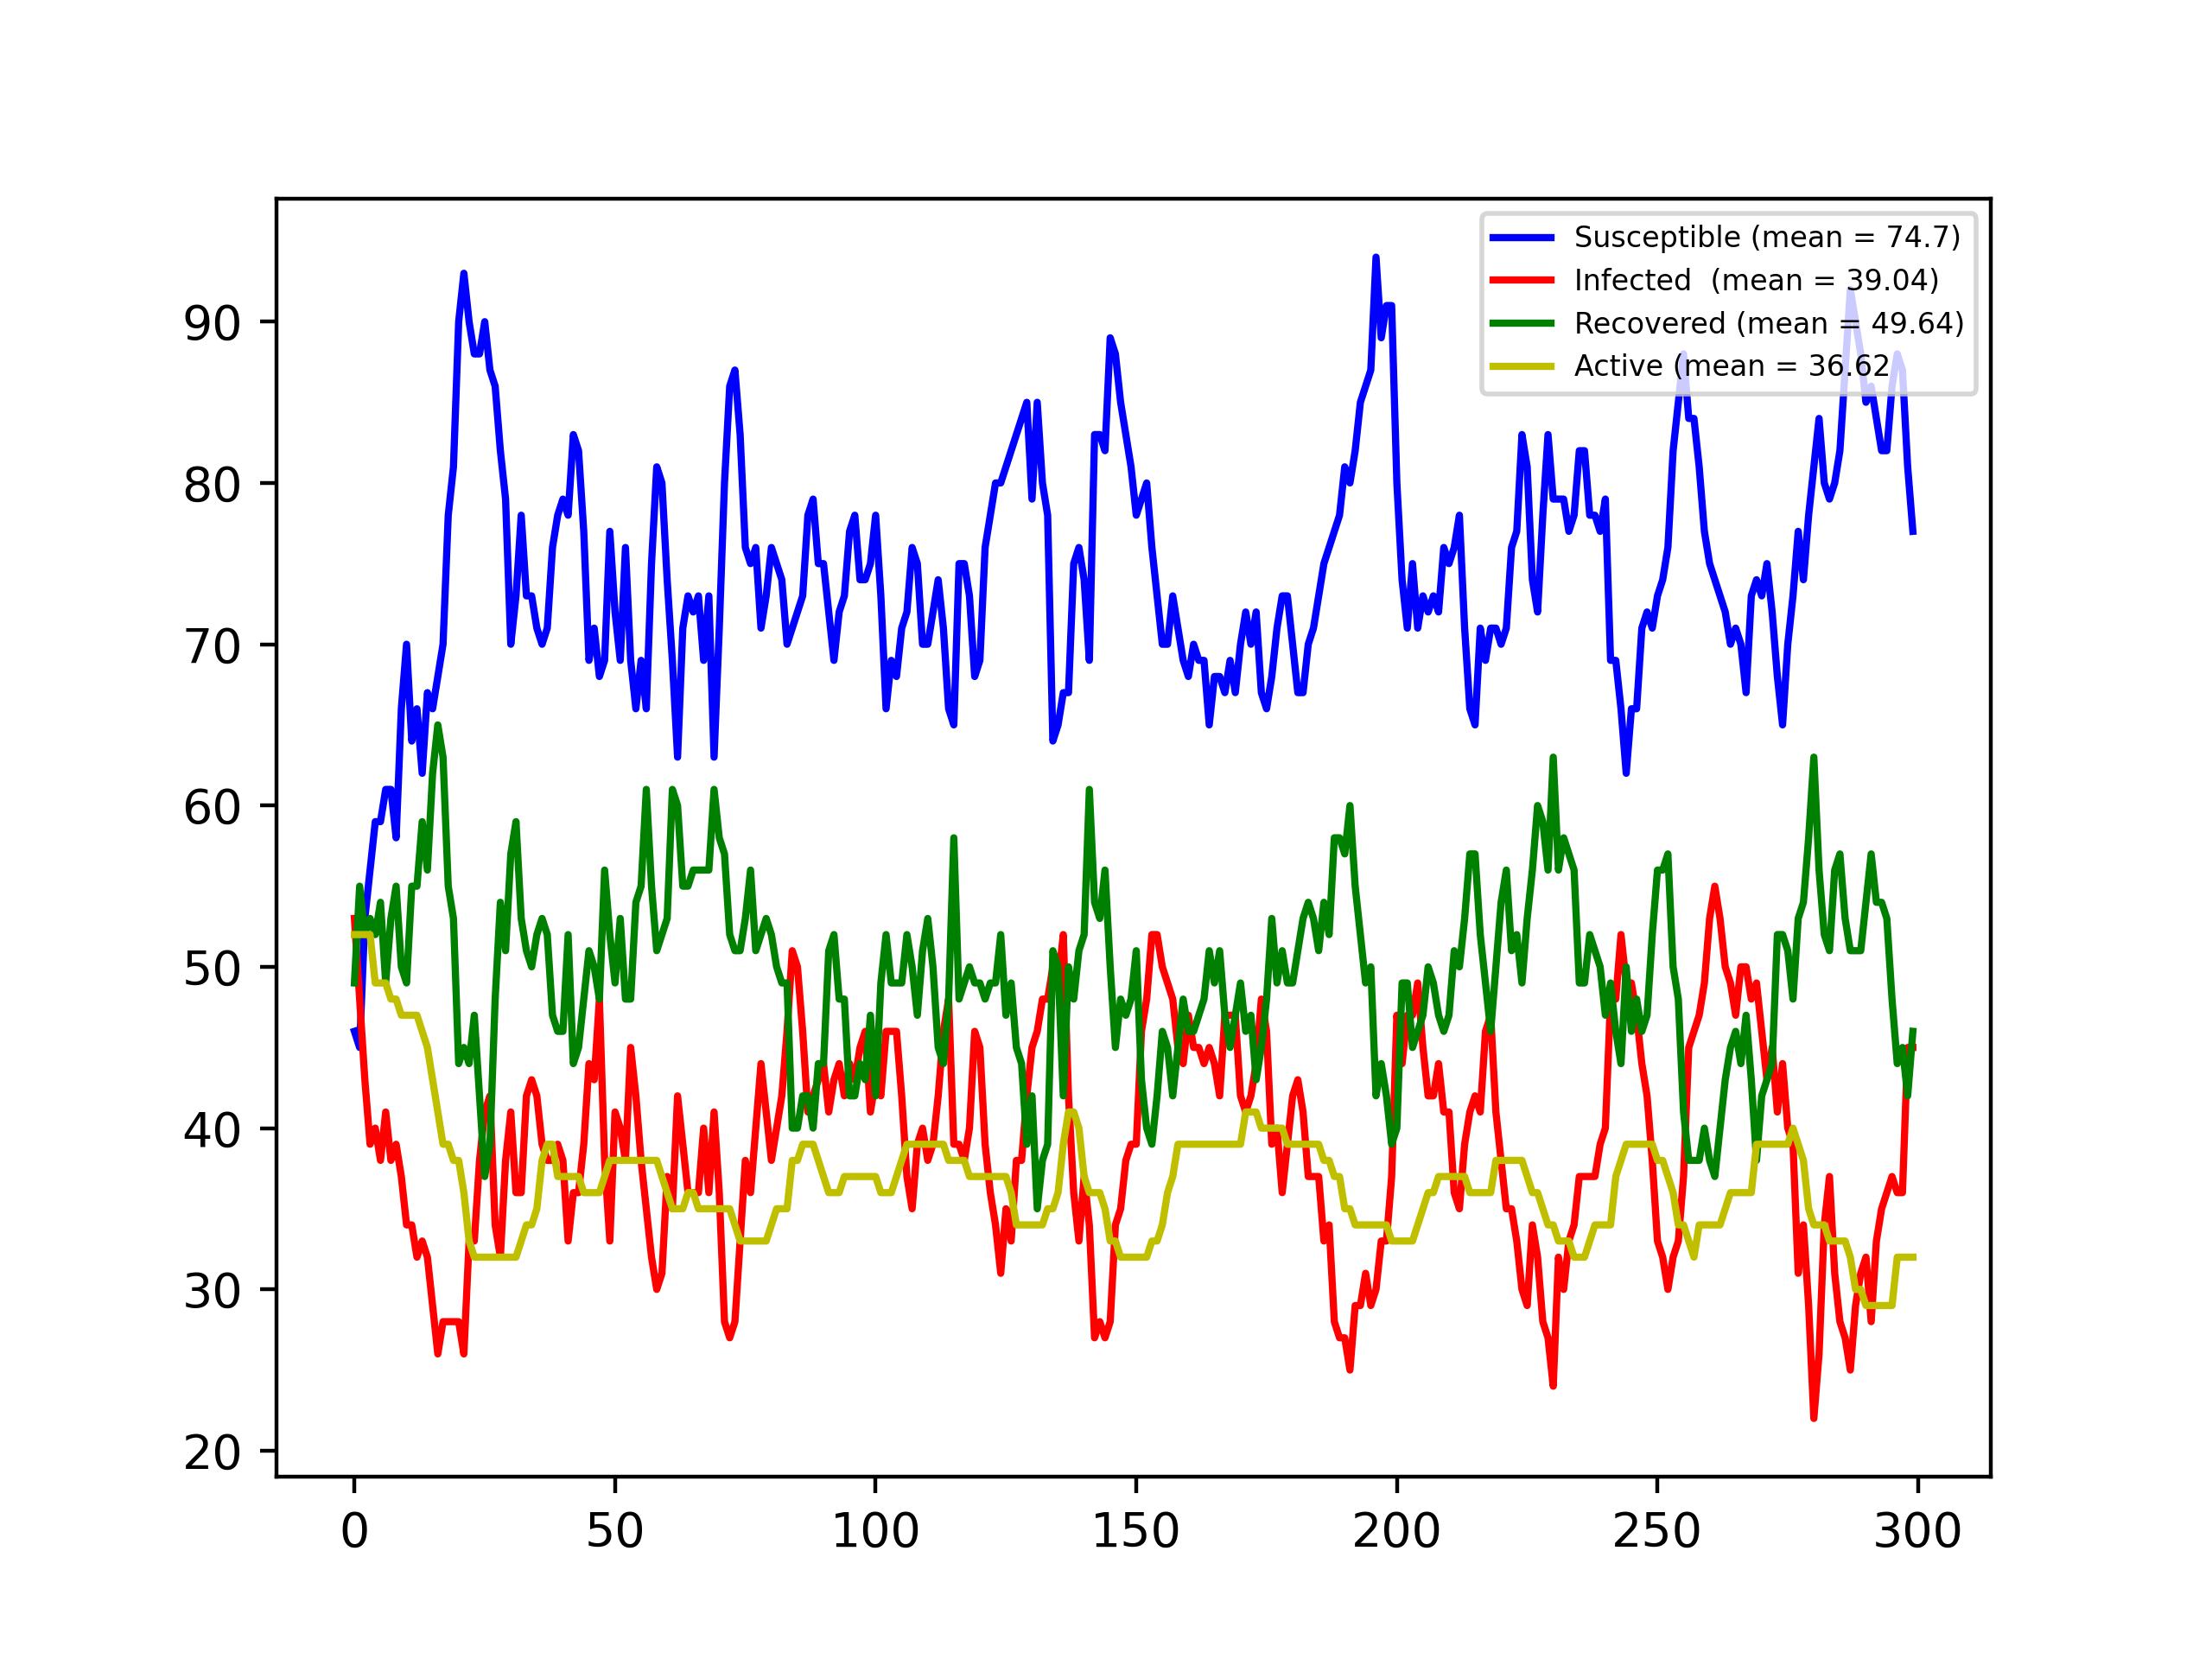 Susceptible (mean = 74.7)
Infected  (mean = 39.04)
Recovered (mean = 49.64)
Active (mean = 36.62
90
80
70
60
50
40
30
20
0 50 100 150 200 250 300